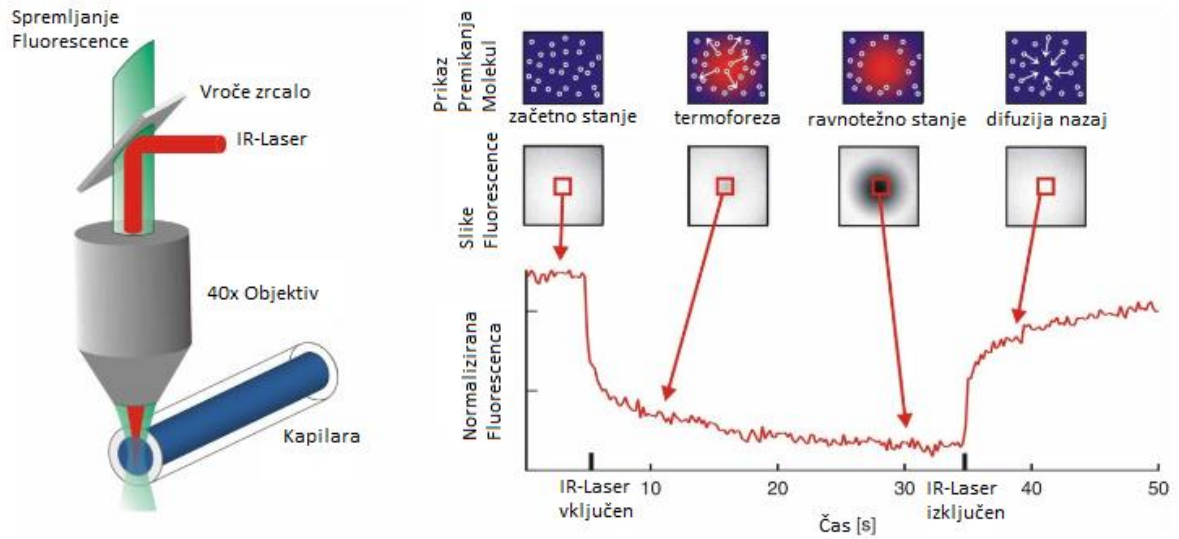 Spremljanje
Fluorescence
Vroče zrcalo
IR-Laser
40x Objektiv
Kapilara
Prikaz
Premikanja
Molekul
začetno stanje
termoforeza
ravnotežno stanje
difuzija nazaj
Slike
Fluorescence
Normalizirana
Fluorescenca
IR-Laser
vključen
10
20
30
IR-Laser
izključen
40
50
Čas [s]